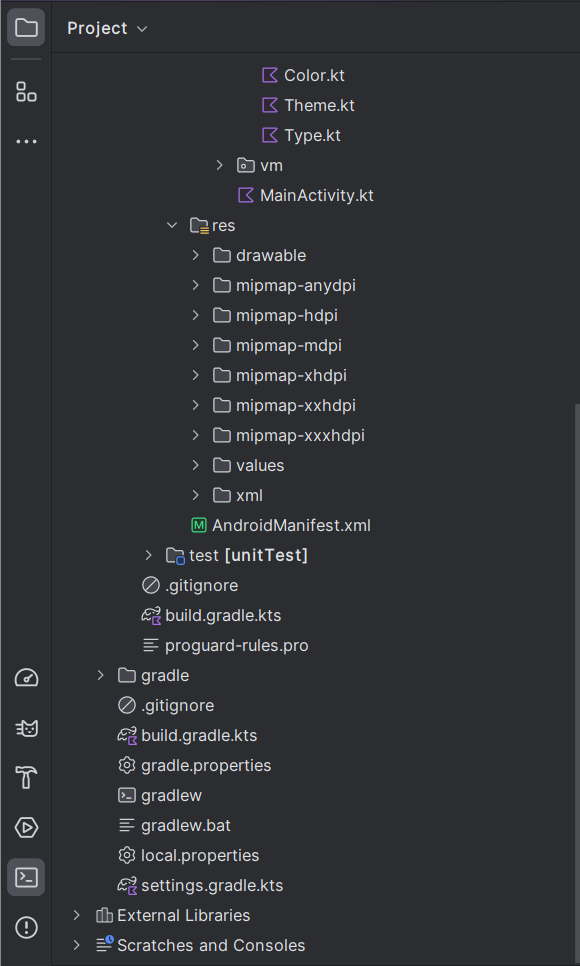 Project
Color.kt
Theme.kt
Type.kt
vm
MainActivity.kt
res
drawable
mipmap-anydpi
mipmap-hdpi
mipmap-mdpi
mipmap-xhdpi
mipmap-xxhdpi
mipmap-xxxhdpi
values
xml
AndroidManifest.xml
test [unitTest]
.gitignore
build.gradle.kts
proguard-rules.pro
gradle
.gitignore
build.gradle.kts
gradle.properties
gradlew
gradlew.bat
local.properties
settings.gradle.kts
External Libraries
Scratches and Consoles